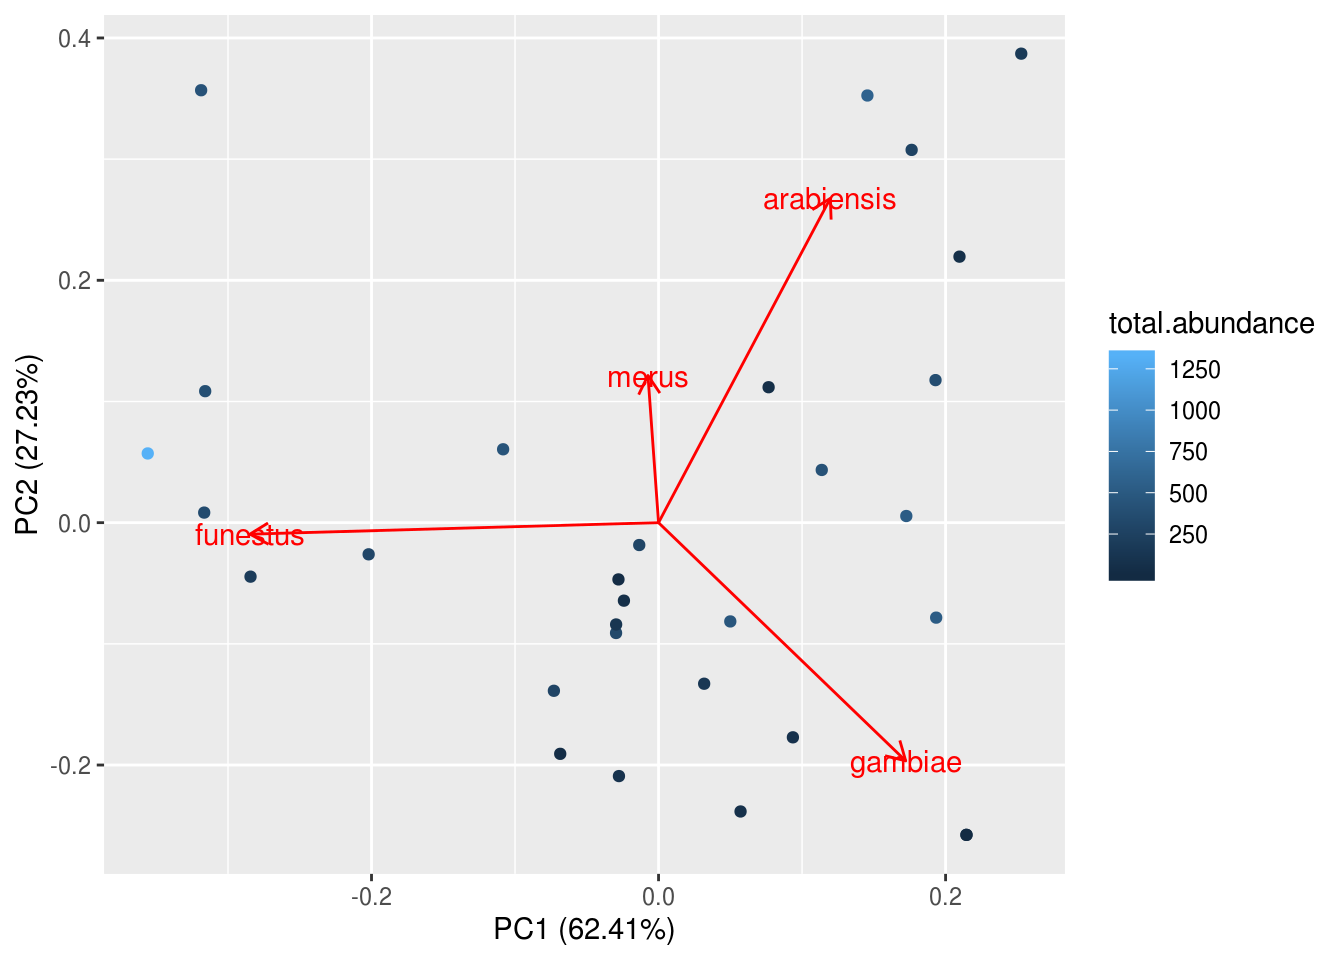 0.4
0.2
0.0
-0.2
PC2 (27.23%)
arabiensis
merus
funestus
gambiae
-0.2
0.0
0.2
PC1 (62.41%)
total.abundance
1250
1000
750
500
250